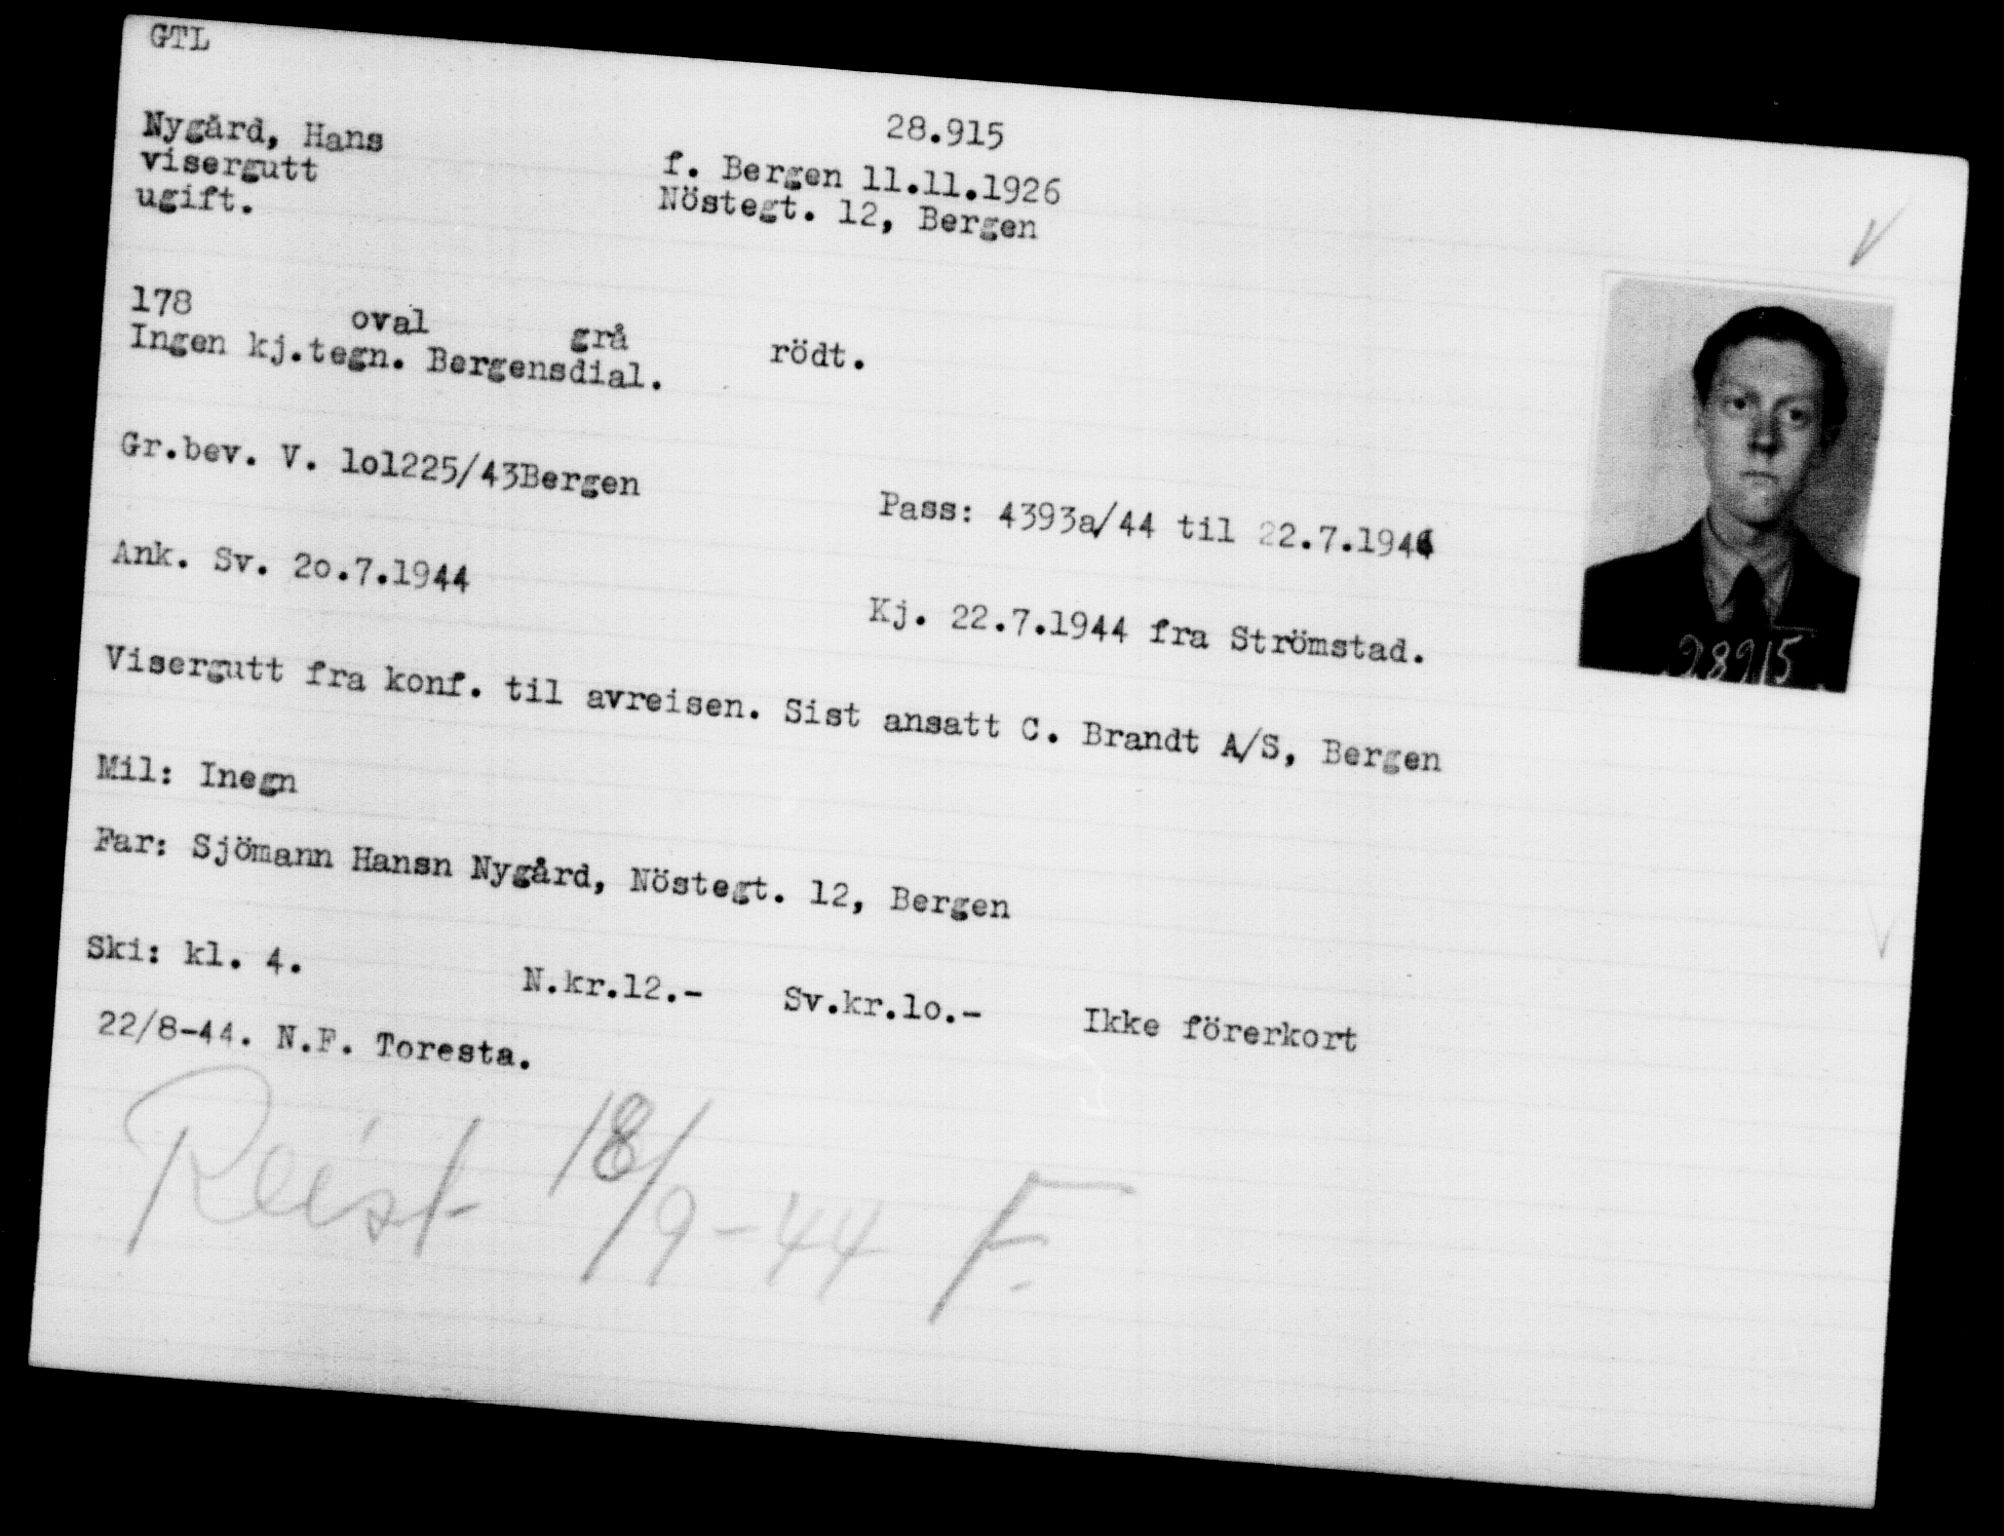 GTL
28.915
Nygård, Hans
visergutt
f. Bergen 11.11.1926
ugift.
Nöstegt. 12, Bergen
178 oval grå rödt.
Ingen kj.tegn. Bergensdial.
Gr.bev. V. lol225/43Bergen
Pass: 4393a/44 til 22.7.1944
Ank. Sv. 2o.7.1944
Kj. 22.7.1944 fra Strömstad.
28915
Visergutt fra konf. til avreisen. Sist ansatt C. Brandt A/S, Bergen
Mil: Inegn
Far: Sjömann Hansn Nygård, Nöstegt. 12, Bergen
Ski: kl. 4. N.kr.12.- Sv.kr.lo.- Ikke förerkort
22/8-44. N.F. Toresta.
Reist 18/9-44 F.